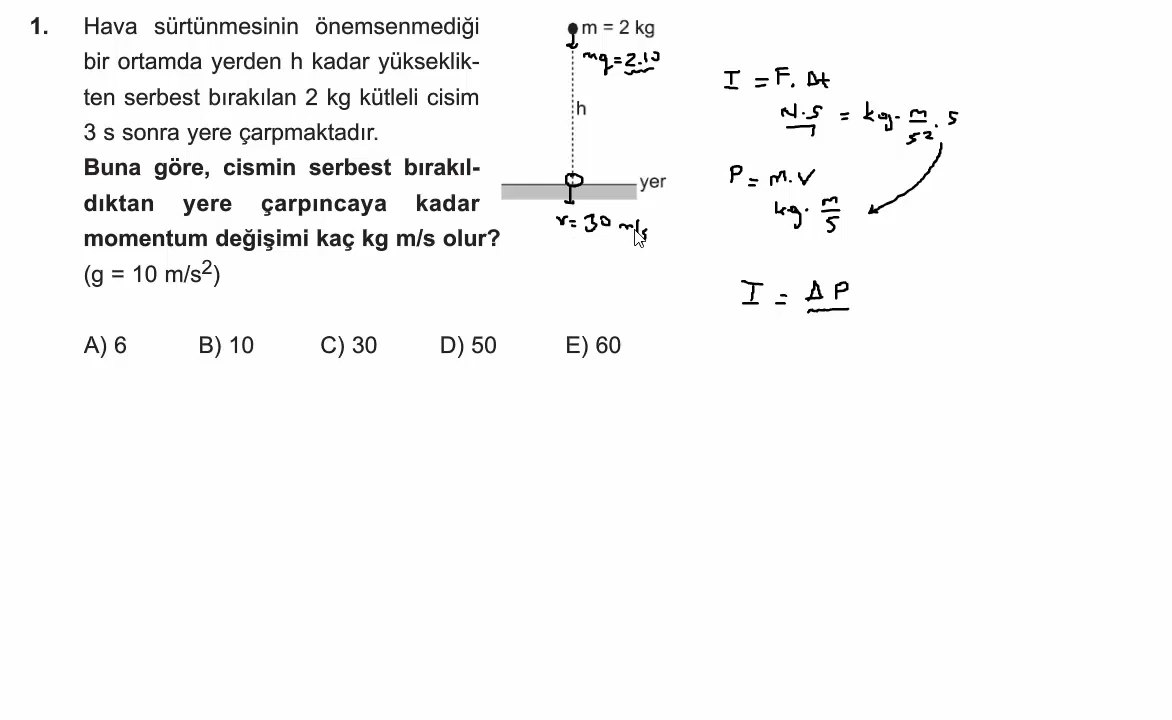 1. Hava sürtünmesinin önemsenmediği
bir ortamda yerden h kadar yükseklik-
ten serbest bırakılan 2 kg kütleli cisim
3 s sonra yere çarpmaktadır.
Buna göre, cismin serbest bırakıl-
dıktan yere çarpıncaya kadar
momentum değişimi kaç kg m/s olur?
(g = 10 m/s²)
A) 6 B) 10 C) 30 D) 50 E) 60
m = 2 kg
mg=2.10
h
yer
v= 30 m/s
I = F. Δt
N.s = kg. m/s². s
P = m.V
kg. m/s
I = ΔP